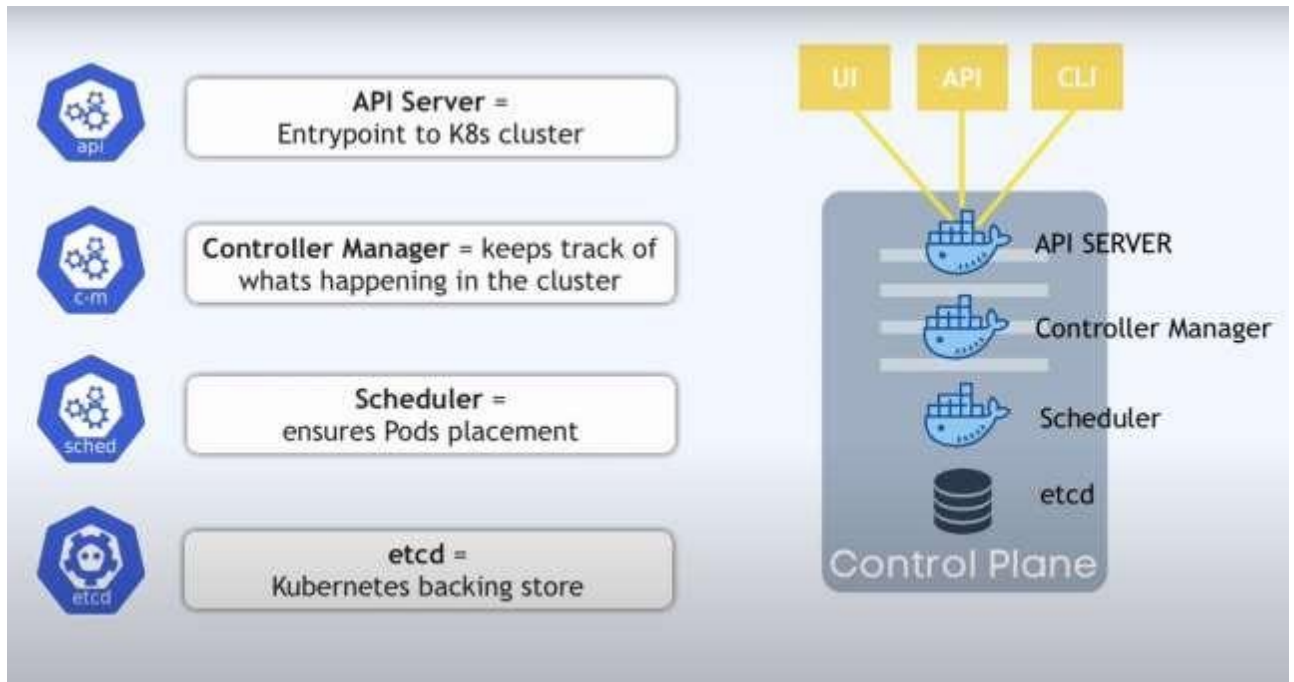 api
API Server =
Entrypoint to K8s cluster
c-m
Controller Manager = keeps track of
whats happening in the cluster
sched
Scheduler =
ensures Pods placement
etcd
etcd =
Kubernetes backing store
UI
API
CLI
API SERVER
Controller Manager
Scheduler
etcd
Control Plane